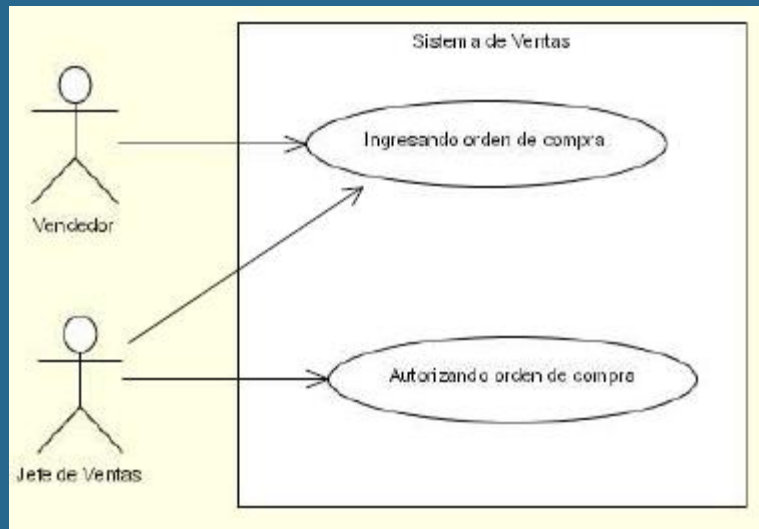 Sistema de Ventas
Ingresando orden de compra
Vendedor
Autorizando orden de compra
Jefe de Ventas